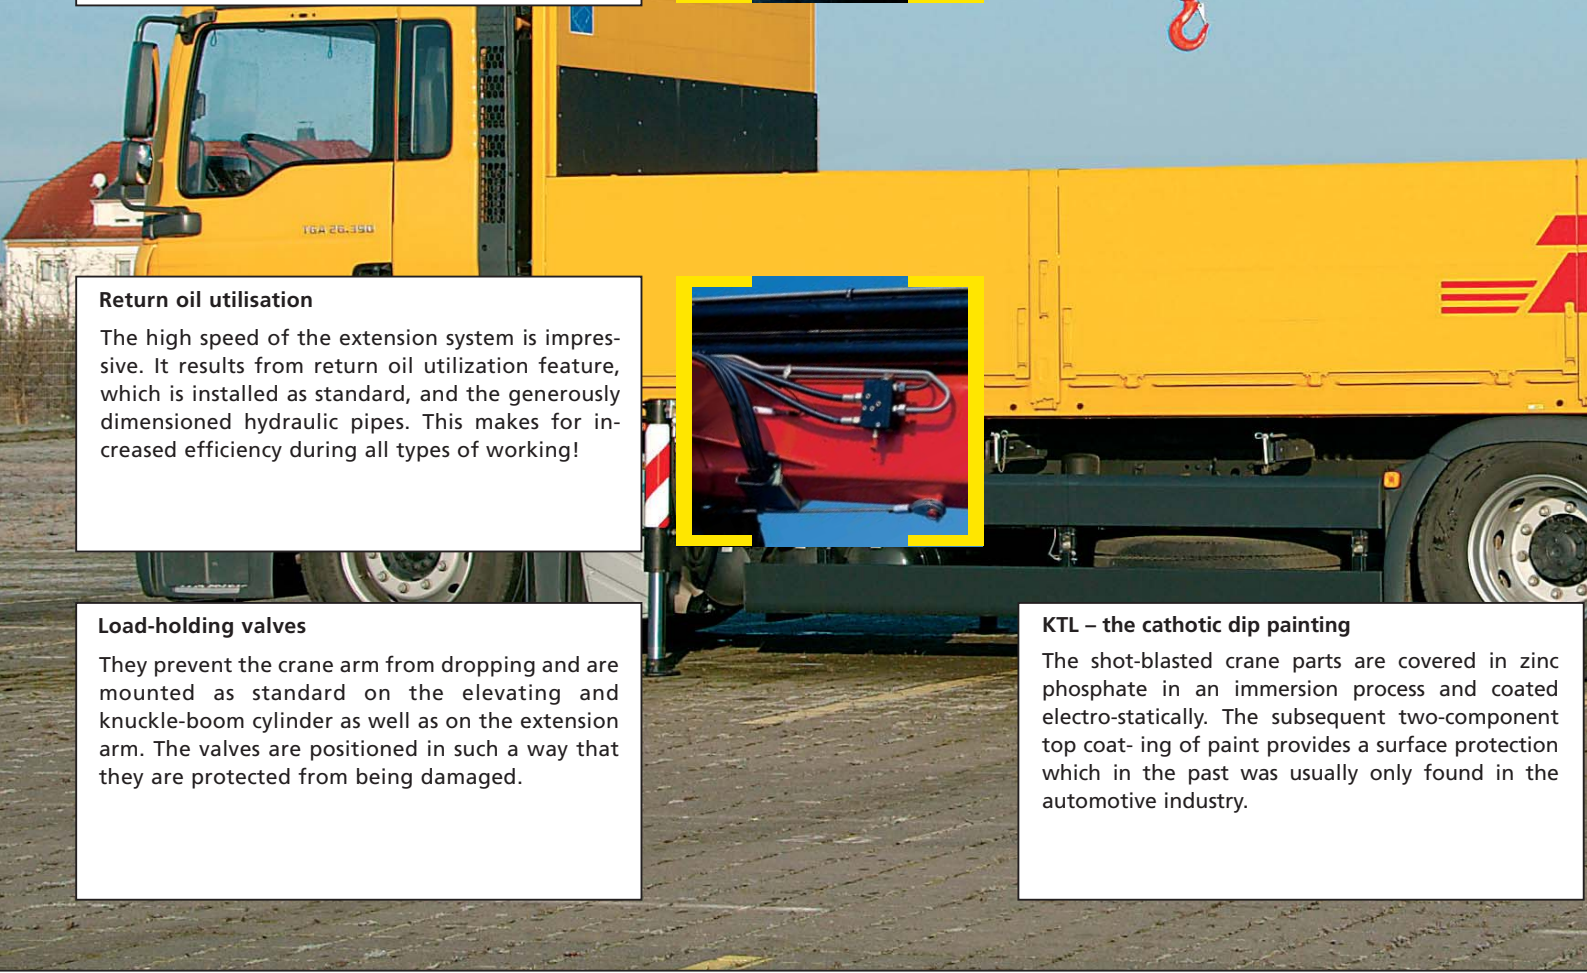 TGA 26.390
Return oil utilisation
The high speed of the extension system is impres-
sive. It results from return oil utilization feature,
which is installed as standard, and the generously
dimensioned hydraulic pipes. This makes for in-
creased efficiency during all types of working!
Load-holding valves
They prevent the crane arm from dropping and are
mounted as standard on the elevating and
knuckle-boom cylinder as well as on the extension
arm. The valves are positioned in such a way that
they are protected from being damaged.
KTL – the cathotic dip painting
The shot-blasted crane parts are covered in zinc
phosphate in an immersion process and coated
electro-statically. The subsequent two-component
top coat- ing of paint provides a surface protection
which in the past was usually only found in the
automotive industry.